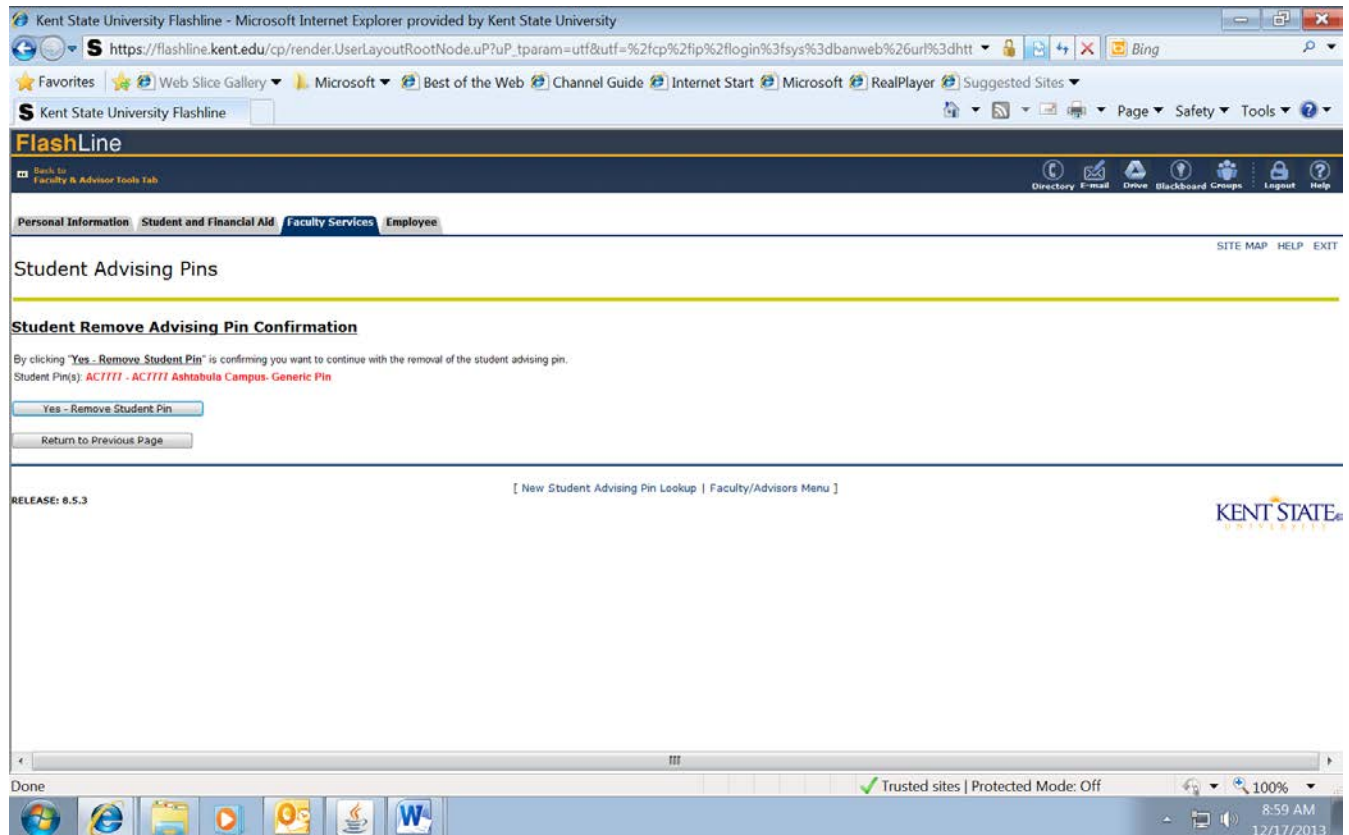 Kent State University Flashline - Microsoft Internet Explorer provided by Kent State University
S https://flashline.kent.edu/cp/render.UserLayoutRootNode.uP?uP_tparam=utf&utf=%2fcp%2fip%2flogin%3fsys%3dbanweb%26url%3dhtt Bing
Favorites Web Slice Gallery Microsoft Best of the Web Channel Guide Internet Start Microsoft RealPlayer Suggested Sites
S Kent State University Flashline Page Safety Tools
FlashLine
Back to
Faculty & Advisor Tools Tab
Directory E-mail Drive Blackboard Groups Logout Help
Personal Information Student and Financial Aid Faculty Services Employee
SITE MAP HELP EXIT
Student Advising Pins
Student Remove Advising Pin Confirmation
By clicking "Yes - Remove Student Pin" is confirming you want to continue with the removal of the student advising pin.
Student Pin(s): AC7777 - AC7777 Ashtabula Campus- Generic Pin
Yes - Remove Student Pin
Return to Previous Page
[ New Student Advising Pin Lookup | Faculty/Advisors Menu ]
RELEASE: 8.5.3
KENT STATE
UNIVERSITY
Done Trusted sites | Protected Mode: Off 100%
8:59 AM
12/17/2013